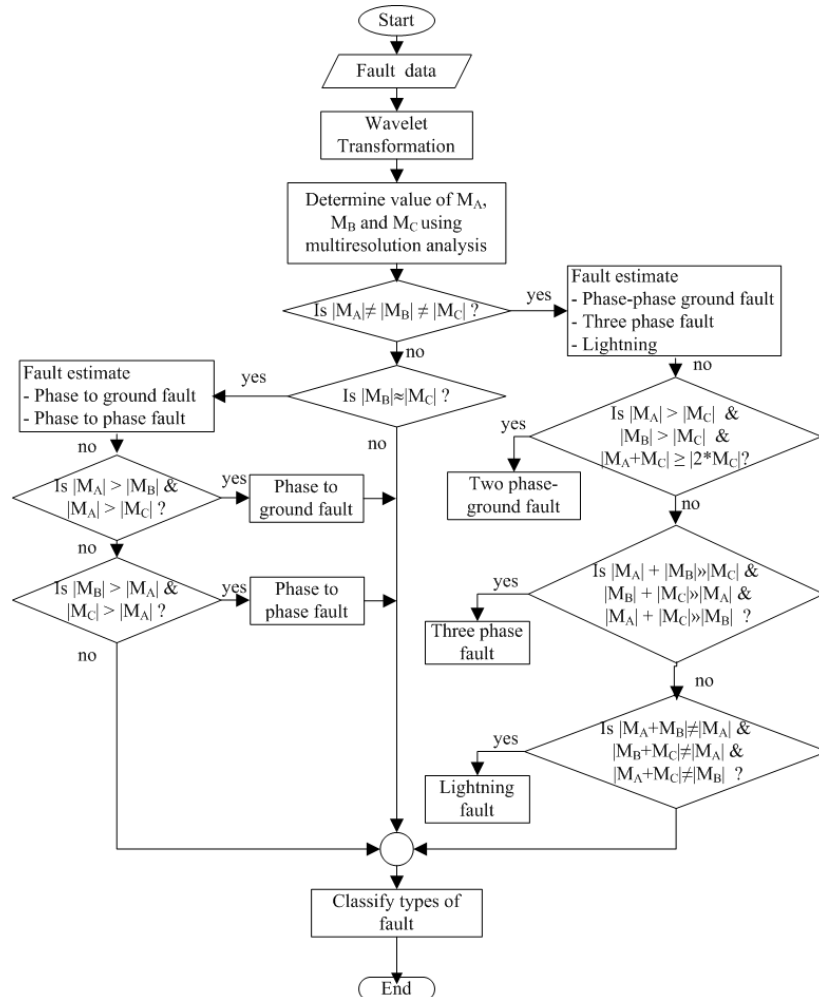 Start
Fault data
Wavelet
Transformation
Determine value of M_A,
M_B and M_C using
multiresolution analysis
Is |M_A|≠ |M_B| ≠ |M_C| ?
yes
no
Fault estimate
- Phase-phase ground fault
- Three phase fault
- Lightning
no
Is |M_B|≈|M_C| ?
yes
no
Fault estimate
- Phase to ground fault
- Phase to phase fault
no
Is |M_A| > |M_B| &
|M_A| > |M_C| ?
yes
Phase to
ground fault
no
Is |M_B| > |M_A| &
|M_C| > |M_A| ?
yes
Phase to
phase fault
no
Is |M_A| > |M_C| &
|M_B| > |M_C| &
|M_A+M_C| ≥ |2*M_C|?
yes
Two phase-
ground fault
no
Is |M_A| + |M_B|»|M_C| &
|M_B| + |M_C|»|M_A| &
|M_A| + |M_C|»|M_B| ?
yes
Three phase
fault
no
Is |M_A+M_B|≠|M_A| &
|M_B+M_C|≠|M_A| &
|M_A+M_C|≠|M_B| ?
yes
Lightning
fault
Classify types of
fault
End